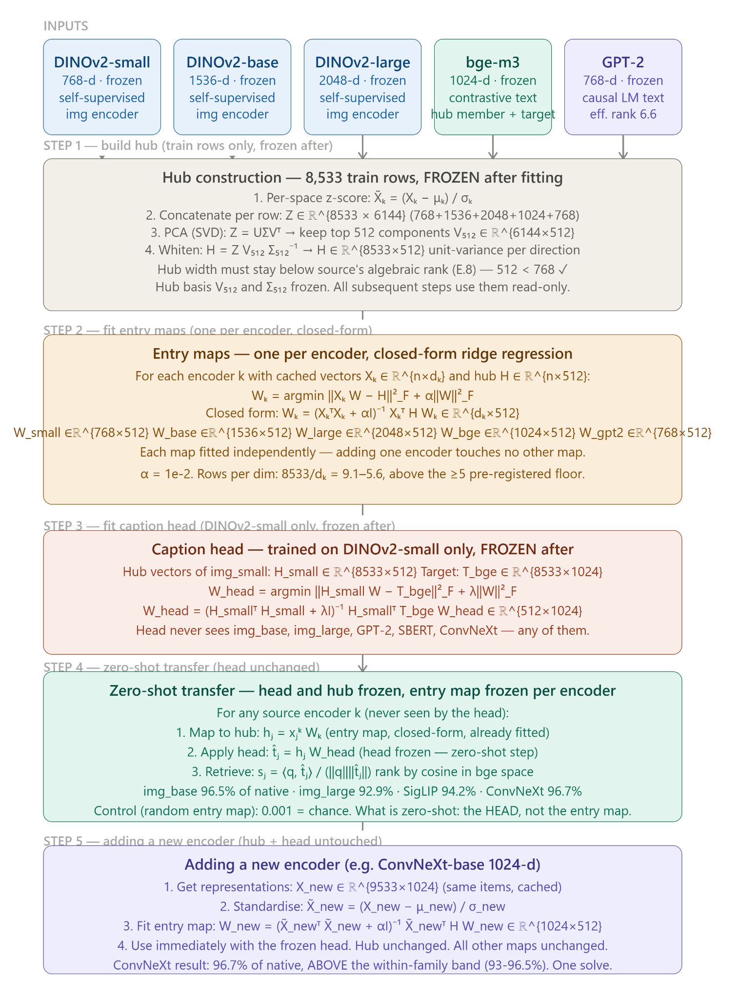 INPUTS
DINOv2-small
768-d · frozen
self-supervised
img encoder
DINOv2-base
1536-d · frozen
self-supervised
img encoder
DINOv2-large
2048-d · frozen
self-supervised
img encoder
bge-m3
1024-d · frozen
contrastive text
hub member + target
GPT-2
768-d · frozen
causal LM text
eff. rank 6.6
STEP 1 — build hub (train rows only, frozen after)
Hub construction — 8,533 train rows, FROZEN after fitting
1. Per-space z-score: X̃ₖ = (Xₖ − μₖ) / σₖ
2. Concatenate per row: Z ∈ ℝ^{8533 × 6144} (768+1536+2048+1024+768)
3. PCA (SVD): Z = UΣVᵀ → keep top 512 components V₅₁₂ ∈ ℝ^{6144×512}
4. Whiten: H = Z V₅₁₂ Σ₅₁₂⁻¹ → H ∈ ℝ^{8533×512} unit-variance per direction
Hub width must stay below source's algebraic rank (E.8) — 512 < 768 ✓
Hub basis V₅₁₂ and Σ₅₁₂ frozen. All subsequent steps use them read-only.
STEP 2 — fit entry maps (one per encoder, closed-form)
Entry maps — one per encoder, closed-form ridge regression
For each encoder k with cached vectors Xₖ ∈ ℝ^{n×dₖ} and hub H ∈ ℝ^{n×512}:
Wₖ = argmin ||Xₖ W − H||²_F + α||W||²_F
Closed form: Wₖ = (XₖᵀXₖ + αI)⁻¹ Xₖᵀ H Wₖ ∈ ℝ^{dₖ×512}
W_small ∈ℝ^{768×512} W_base ∈ℝ^{1536×512} W_large ∈ℝ^{2048×512} W_bge ∈ℝ^{1024×512} W_gpt2 ∈ℝ^{768×512}
Each map fitted independently — adding one encoder touches no other map.
α = 1e-2. Rows per dim: 8533/dₖ = 9.1–5.6, above the ≥5 pre-registered floor.
STEP 3 — fit caption head (DINOv2-small only, frozen after)
Caption head — trained on DINOv2-small only, FROZEN after
Hub vectors of img_small: H_small ∈ ℝ^{8533×512} Target: T_bge ∈ ℝ^{8533×1024}
W_head = argmin ||H_small W − T_bge||²_F + λ||W||²_F
W_head = (H_smallᵀ H_small + λI)⁻¹ H_smallᵀ T_bge W_head ∈ ℝ^{512×1024}
Head never sees img_base, img_large, GPT-2, SBERT, ConvNeXt — any of them.
STEP 4 — zero-shot transfer (head unchanged)
Zero-shot transfer — head and hub frozen, entry map frozen per encoder
For any source encoder k (never seen by the head):
1. Map to hub: hⱼ = xⱼᵏ Wₖ (entry map, closed-form, already fitted)
2. Apply head: t̂ⱼ = hⱼ W_head (head frozen — zero-shot step)
3. Retrieve: sⱼ = ⟨q, t̂ⱼ⟩ / (||q||||t̂ⱼ||) rank by cosine in bge space
img_base 96.5% of native · img_large 92.9% · SigLIP 94.2% · ConvNeXt 96.7%
Control (random entry map): 0.001 = chance. What is zero-shot: the HEAD, not the entry map.
STEP 5 — adding a new encoder (hub + head untouched)
Adding a new encoder (e.g. ConvNeXt-base 1024-d)
1. Get representations: X_new ∈ ℝ^{9533×1024} (same items, cached)
2. Standardise: X̃_new = (X_new − μ_new) / σ_new
3. Fit entry map: W_new = (X̃_newᵀ X̃_new + αI)⁻¹ X̃_newᵀ H W_new ∈ ℝ^{1024×512}
4. Use immediately with the frozen head. Hub unchanged. All other maps unchanged.
ConvNeXt result: 96.7% of native, ABOVE the within-family band (93-96.5%). One solve.